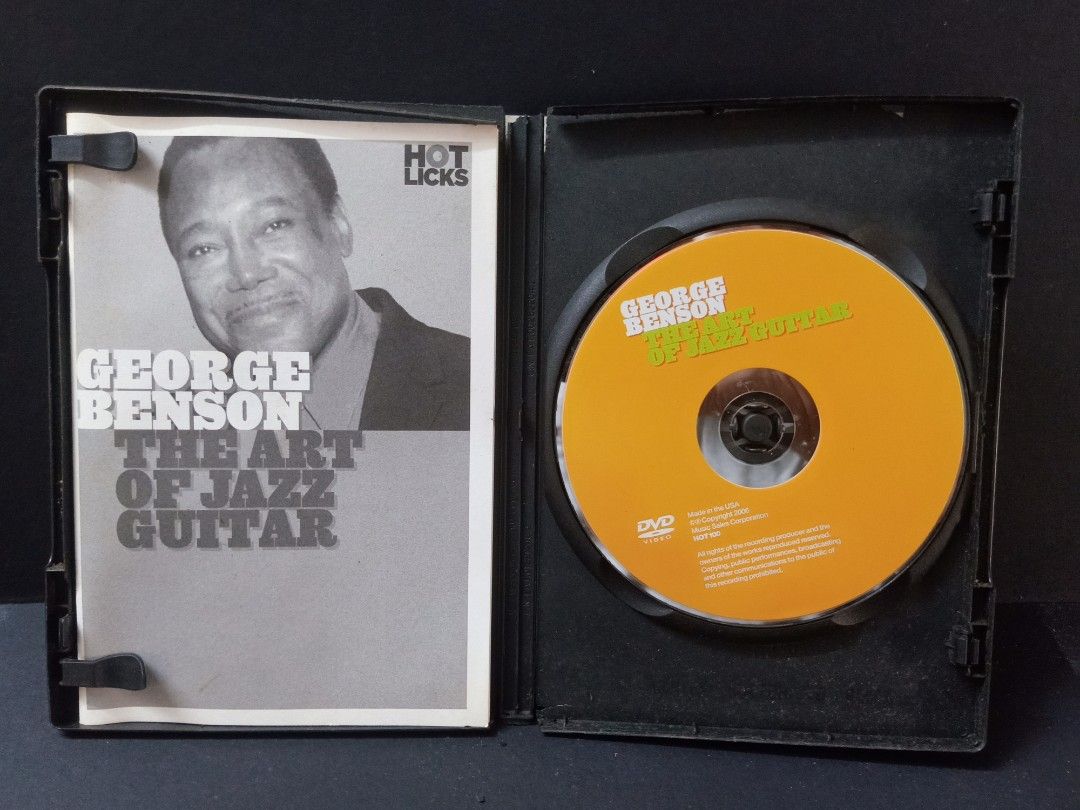 HOT
LICKS
GEORGE
BENSON
THE ART
OF JAZZ
GUITAR
GEORGE
BENSON
THE ART
OF JAZZ GUITAR
DVD
VIDEO
Made in the USA
©℗ Copyright 2006
Music Sales Corporation
HOT 100
All rights of the recording producer and the
owners of the works reproduced reserved.
Copying, public performances, broadcasting
and other communications to the public of
this recording prohibited.